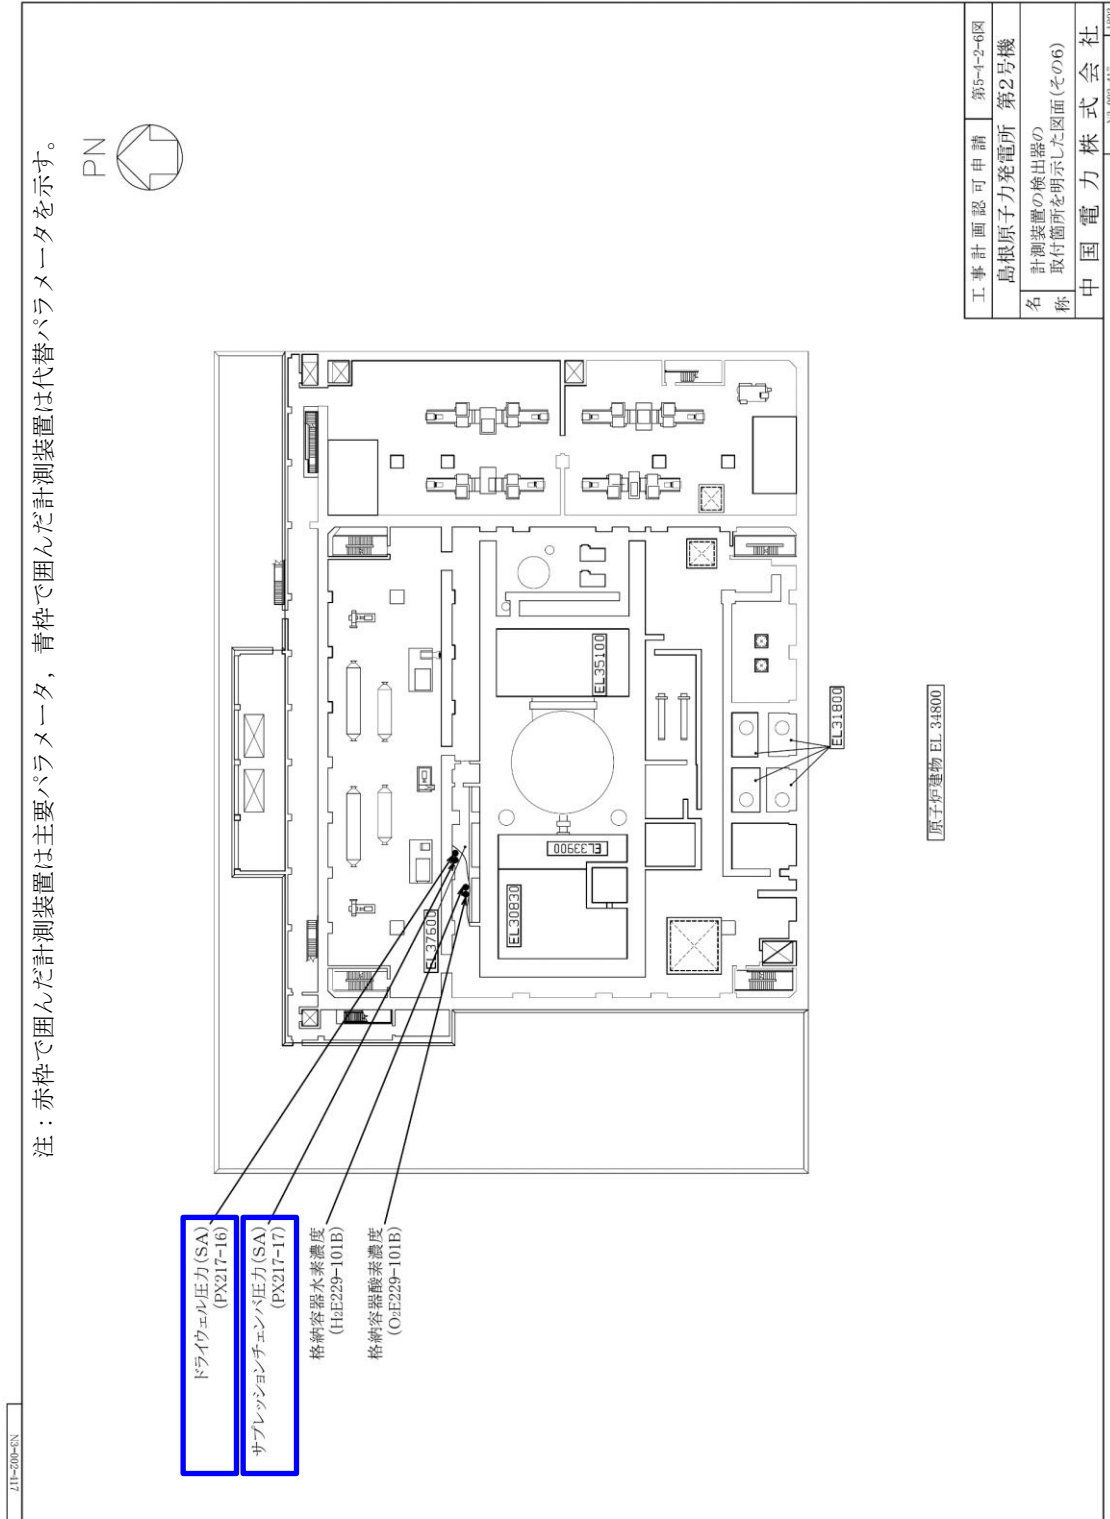 N3-002-417
注：赤枠で囲んだ計測装置は主要パラメータ，青枠で囲んだ計測装置は代替パラメータを示す。
PN
ドライウェル圧力(SA)
(PX217-16)
サプレッションチェンバ圧力(SA)
(PX217-17)
格納容器水素濃度
(H2E229-101B)
格納容器酸素濃度
(O2E229-101B)
EL37600
EL30830
EL33900
EL35100
EL31800
原子炉建物 EL 34800
工事計画認可申請
第5-4-2-6図
島根原子力発電所 第2号機
名称
計測装置の検出器の
取付箇所を明示した図面(その6)
中国電力株式会社